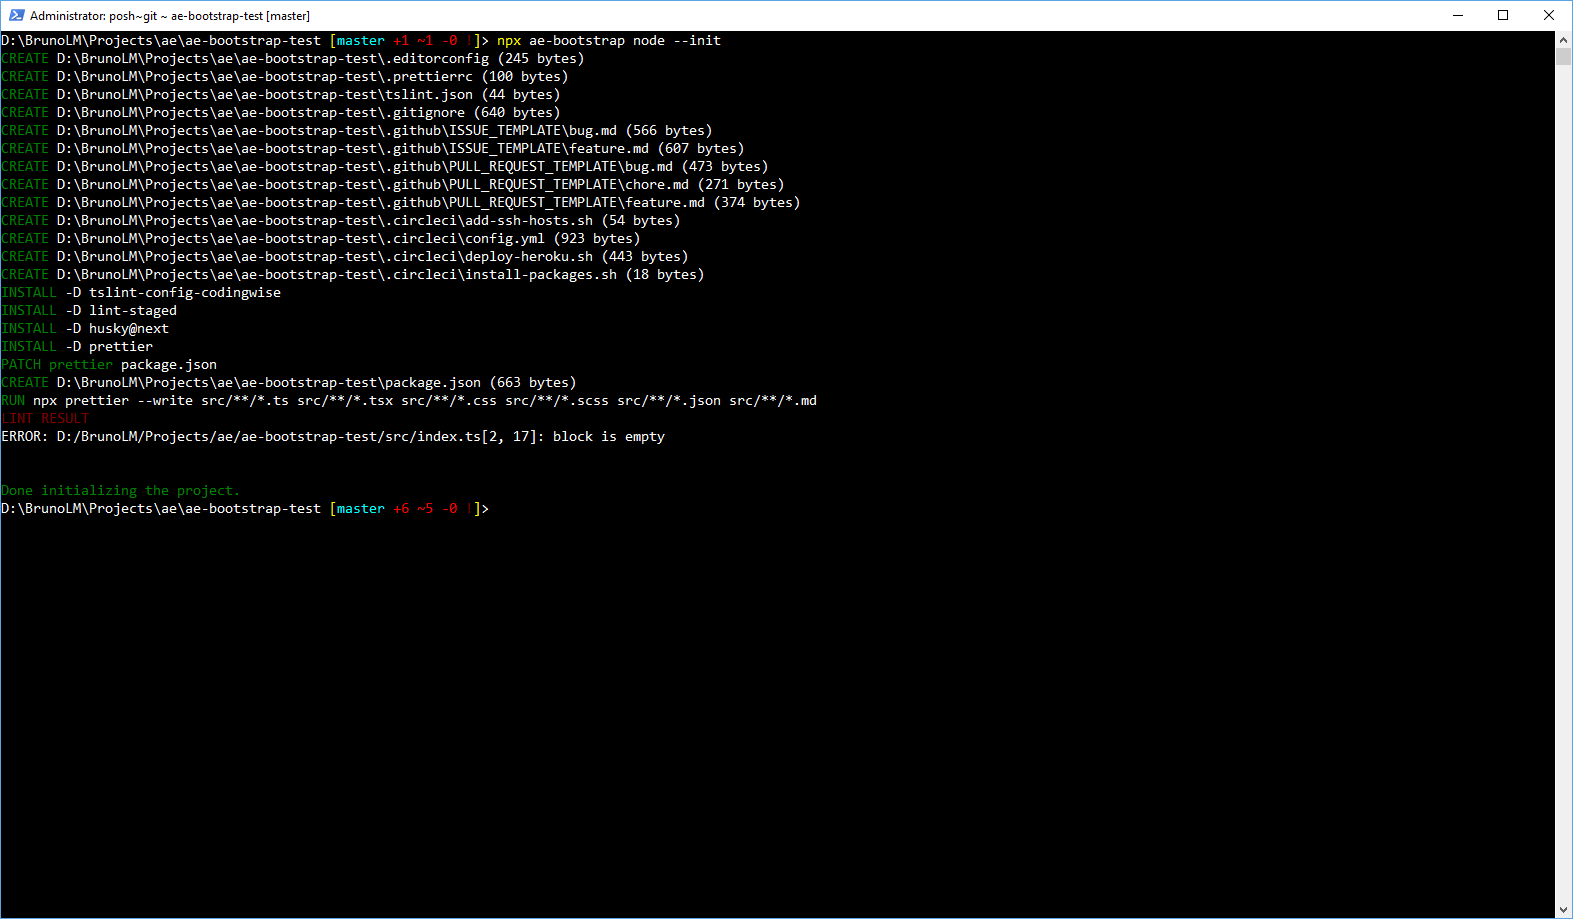 Administrator: posh~git ~ ae-bootstrap-test [master]
D:\BrunoLM\Projects\ae\ae-bootstrap-test [master +1 ~1 -0 !]> npx ae-bootstrap node --init
CREATE D:\BrunoLM\Projects\ae\ae-bootstrap-test\.editorconfig (245 bytes)
CREATE D:\BrunoLM\Projects\ae\ae-bootstrap-test\.prettierrc (100 bytes)
CREATE D:\BrunoLM\Projects\ae\ae-bootstrap-test\tslint.json (44 bytes)
CREATE D:\BrunoLM\Projects\ae\ae-bootstrap-test\.gitignore (640 bytes)
CREATE D:\BrunoLM\Projects\ae\ae-bootstrap-test\.github\ISSUE_TEMPLATE\bug.md (566 bytes)
CREATE D:\BrunoLM\Projects\ae\ae-bootstrap-test\.github\ISSUE_TEMPLATE\feature.md (607 bytes)
CREATE D:\BrunoLM\Projects\ae\ae-bootstrap-test\.github\PULL_REQUEST_TEMPLATE\bug.md (473 bytes)
CREATE D:\BrunoLM\Projects\ae\ae-bootstrap-test\.github\PULL_REQUEST_TEMPLATE\chore.md (271 bytes)
CREATE D:\BrunoLM\Projects\ae\ae-bootstrap-test\.github\PULL_REQUEST_TEMPLATE\feature.md (374 bytes)
CREATE D:\BrunoLM\Projects\ae\ae-bootstrap-test\.circleci\add-ssh-hosts.sh (54 bytes)
CREATE D:\BrunoLM\Projects\ae\ae-bootstrap-test\.circleci\config.yml (923 bytes)
CREATE D:\BrunoLM\Projects\ae\ae-bootstrap-test\.circleci\deploy-heroku.sh (443 bytes)
CREATE D:\BrunoLM\Projects\ae\ae-bootstrap-test\.circleci\install-packages.sh (18 bytes)
INSTALL -D tslint-config-codingwise
INSTALL -D lint-staged
INSTALL -D husky@next
INSTALL -D prettier
PATCH prettier package.json
CREATE D:\BrunoLM\Projects\ae\ae-bootstrap-test\package.json (663 bytes)
RUN npx prettier --write src/**/*.ts src/**/*.tsx src/**/*.css src/**/*.scss src/**/*.json src/**/*.md
LINT RESULT
ERROR: D:/BrunoLM/Projects/ae/ae-bootstrap-test/src/index.ts[2, 17]: block is empty
Done initializing the project.
D:\BrunoLM\Projects\ae\ae-bootstrap-test [master +6 ~5 -0 !]>